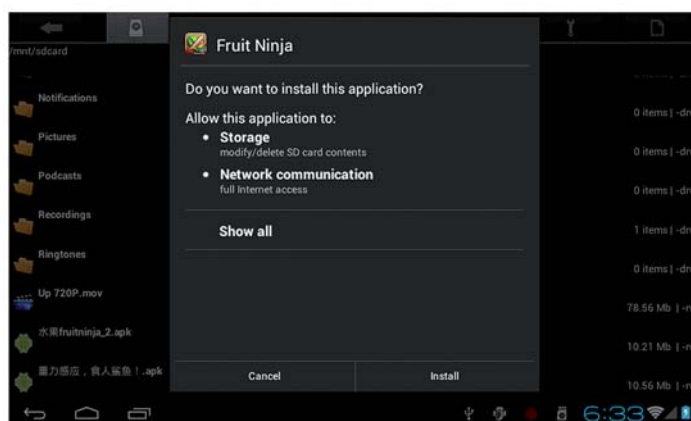 /mnt/sdcard
Notifications
0 items | -dr
Pictures
0 items | -dr
Podcasts
0 items | -dr
Recordings
1 items | -dr
Ringtones
0 items | -dr
Up 720P.mov
78.56 Mb | -r
水果fruitninja_2.apk
10.21 Mb | -r
重力感应，食人鲨鱼！.apk
10.56 Mb | -r
Fruit Ninja
Do you want to install this application?
Allow this application to:
• Storage
modify/delete SD card contents
• Network communication
full Internet access
Show all
Cancel Install
6:33